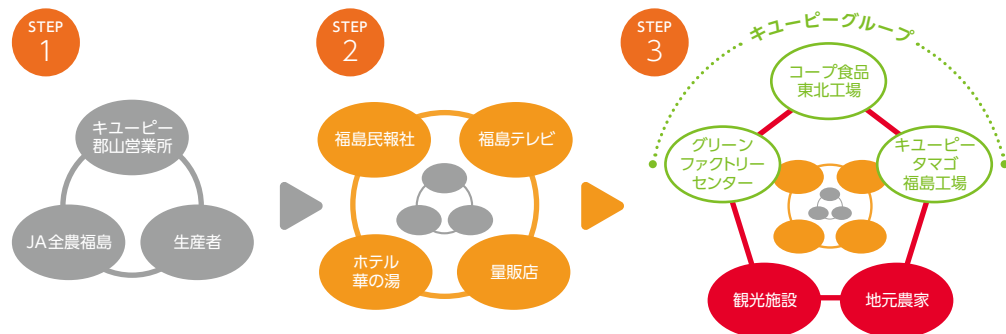 STEP
1
キユーピー
郡山営業所
JA全農福島
生産者
STEP
2
福島民報社
福島テレビ
ホテル
華の湯
量販店
STEP
3
キユーピーグループ
コープ食品
東北工場
グリーン
ファクトリー
センター
キユーピー
タマゴ
福島工場
観光施設
地元農家